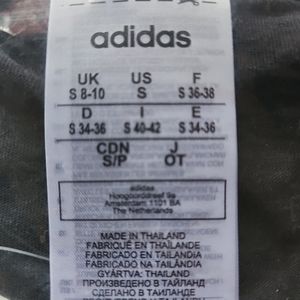 adidas
UK US F
S 8-10 S S 36-38
D I E
S 34-36 S 40-42 S 34-36
CDN J
S/P OT
adidas
Hoogoorddreef 9a
Amsterdam 1101 BA
The Netherlands
MADE IN THAILAND
FABRIQUÉ EN THAÏLANDE
FABRICADO EN TAILANDIA
FABRICADO NA TAILÂNDIA
GYÁRTVA: THAIFÖLD
ПРОИЗВЕДЕНО В ТАЙЛАНД
СДЕЛАНО В ТАИЛАНДЕ